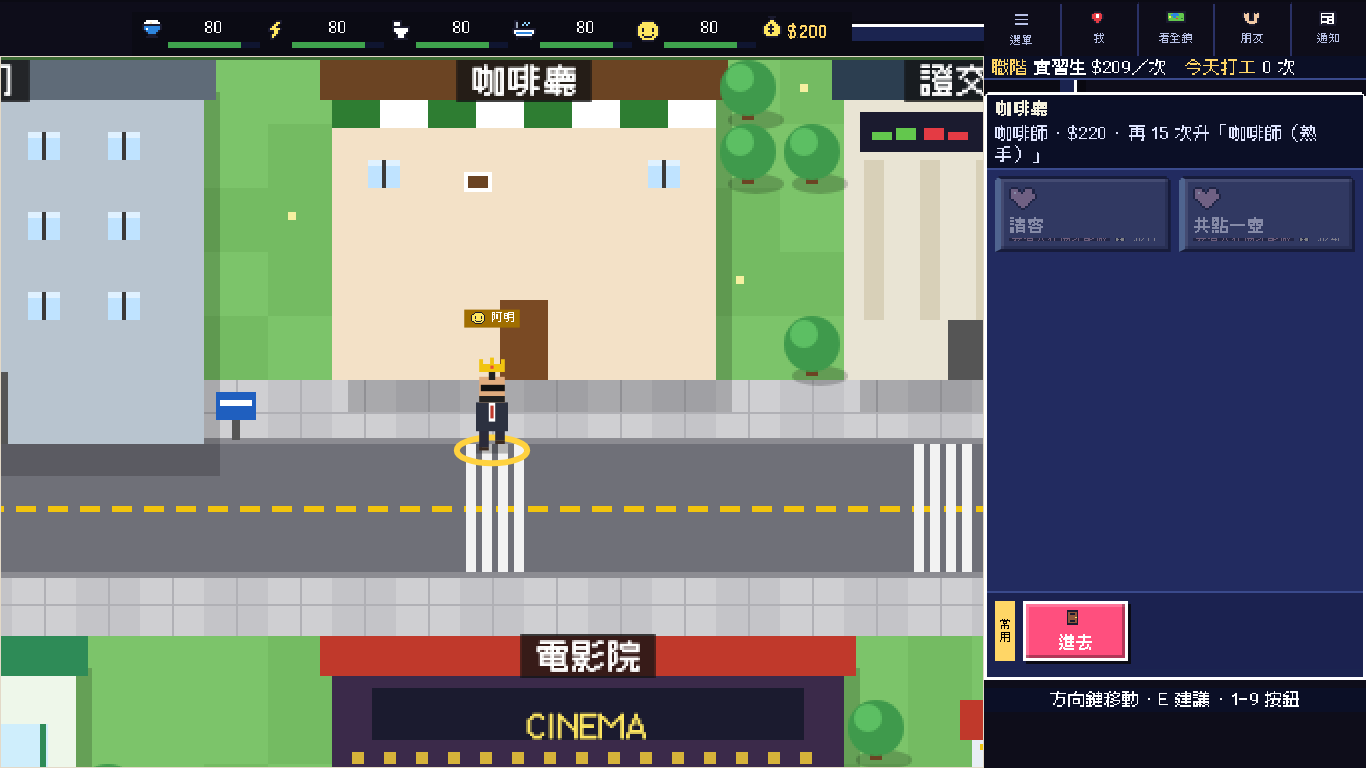 80 80 80 80 80 $200
選單 我 看全鎮 朋友 通知
職階 實習生 $209／次 今天打工 0 次
咖啡廳
證交
咖啡廳
咖啡師 · $220 · 再 15 次升「咖啡師（熟
手）」
請客
共點一壺
阿明
常用
進去
電影院
CINEMA
方向鍵移動 · E 建議 · 1-9 按鈕